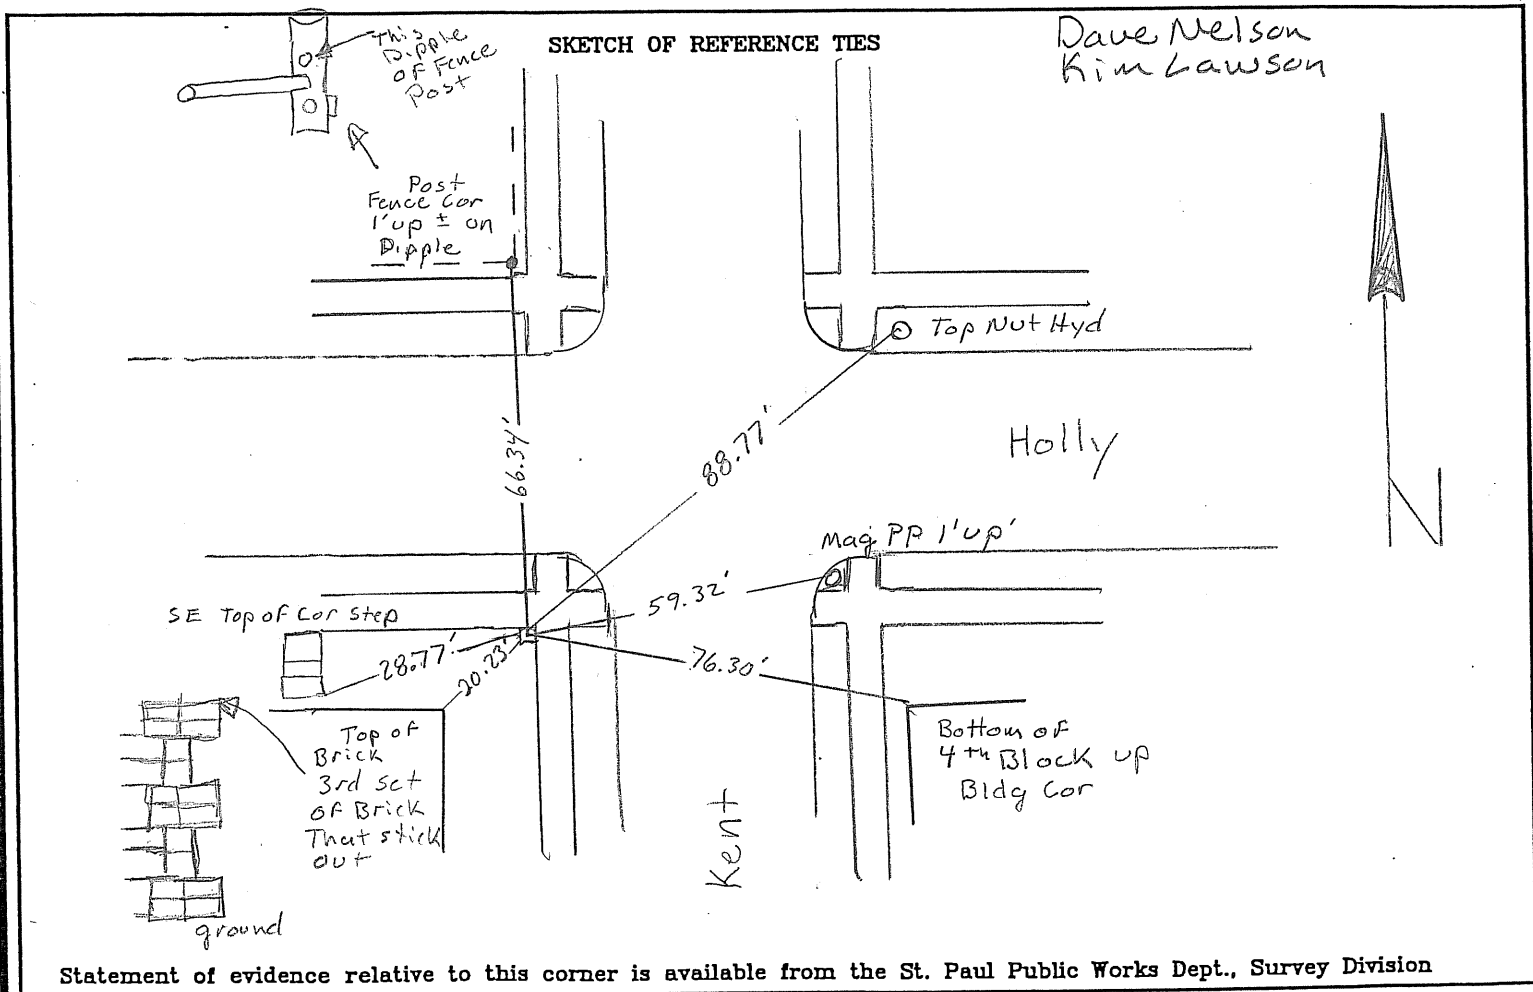 SKETCH OF REFERENCE TIES
Dave Nelson
Kim Lawson
This
Dipple
of Fence
Post
Post
Fence Cor
1' up ± on
Dipple
Top Nut Hyd
66.34'
88.77'
Holly
Mag PP 1' up'
59.32'
SE Top of Cor Step
28.77'
20.23'
76.30'
Top of
Brick
3rd set
of Brick
That stick
out
Bottom of
4th Block up
Bldg Cor
Kent
ground
N
Statement of evidence relative to this corner is available from the St. Paul Public Works Dept., Survey Division